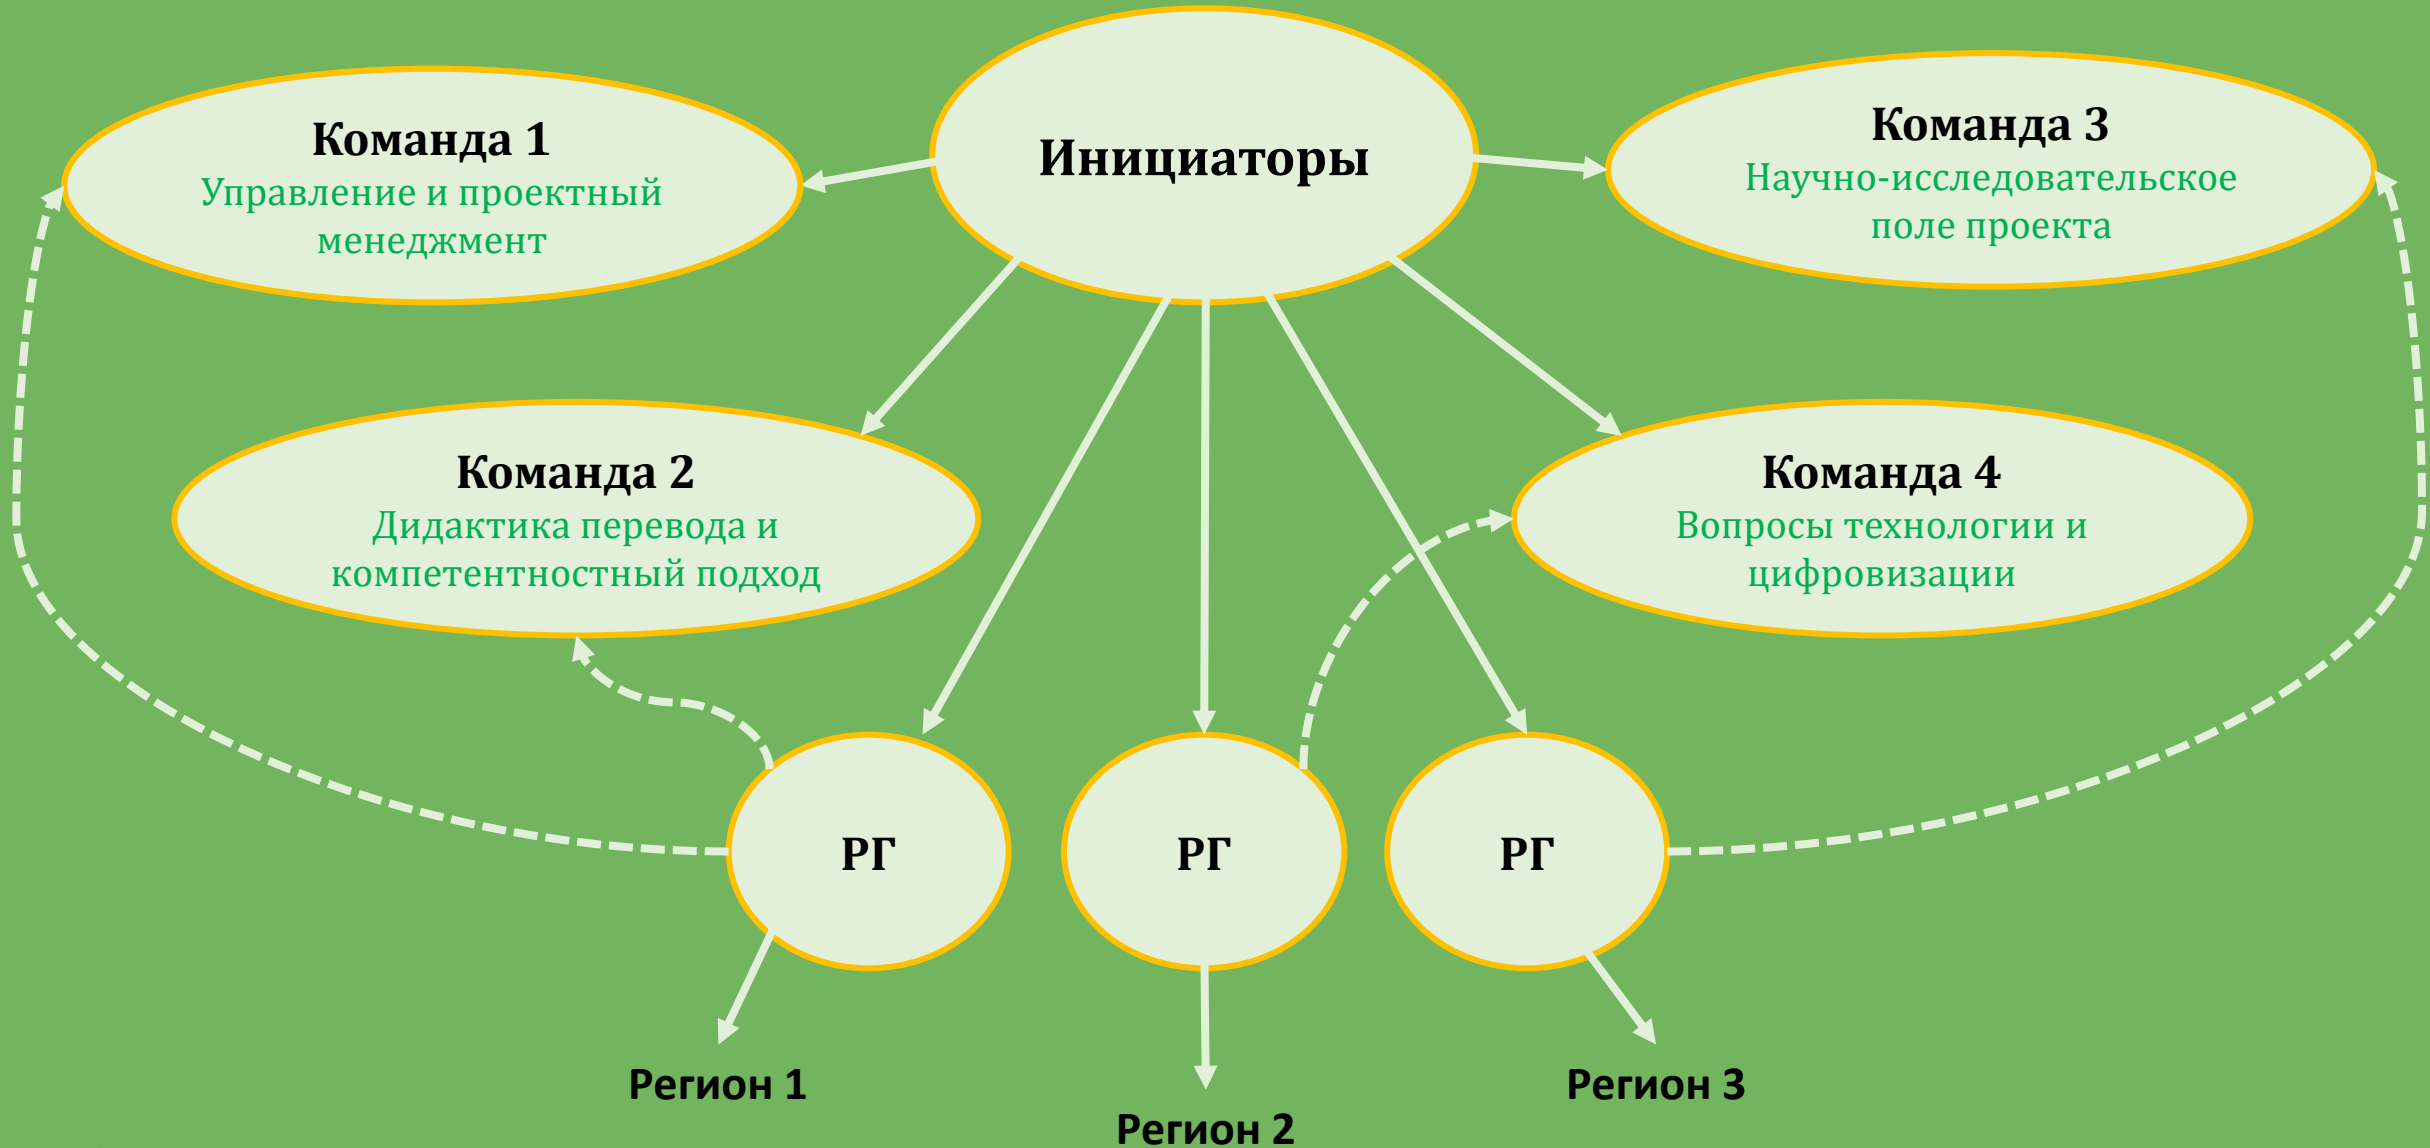 Инициаторы
Команда 1
Управление и проектный
менеджмент
Команда 3
Научно-исследовательское
поле проекта
Команда 2
Дидактика перевода и
компетентностный подход
Команда 4
Вопросы технологии и
цифровизации
РГ
РГ
РГ
Регион 1
Регион 2
Регион 3